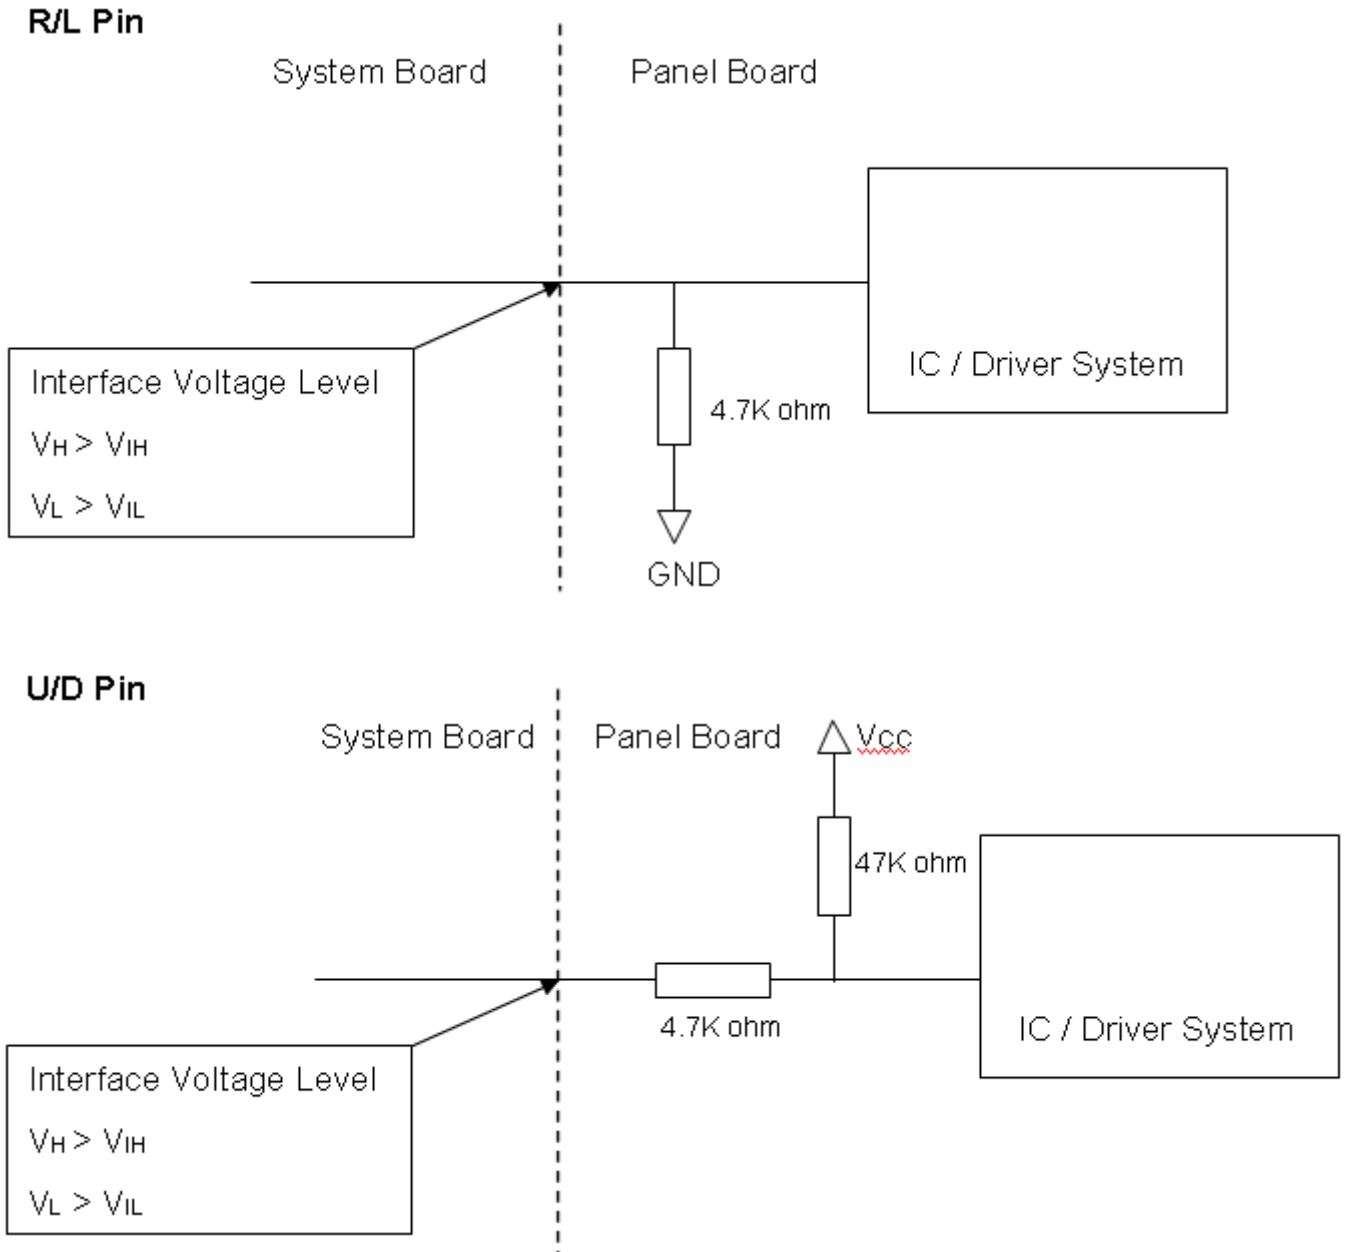 R/L Pin
System Board
Panel Board
IC / Driver System
Interface Voltage Level
VH > VIH
VL > VIL
4.7K ohm
GND
U/D Pin
System Board
Panel Board
Vcc
47K ohm
4.7K ohm
IC / Driver System
Interface Voltage Level
VH > VIH
VL > VIL